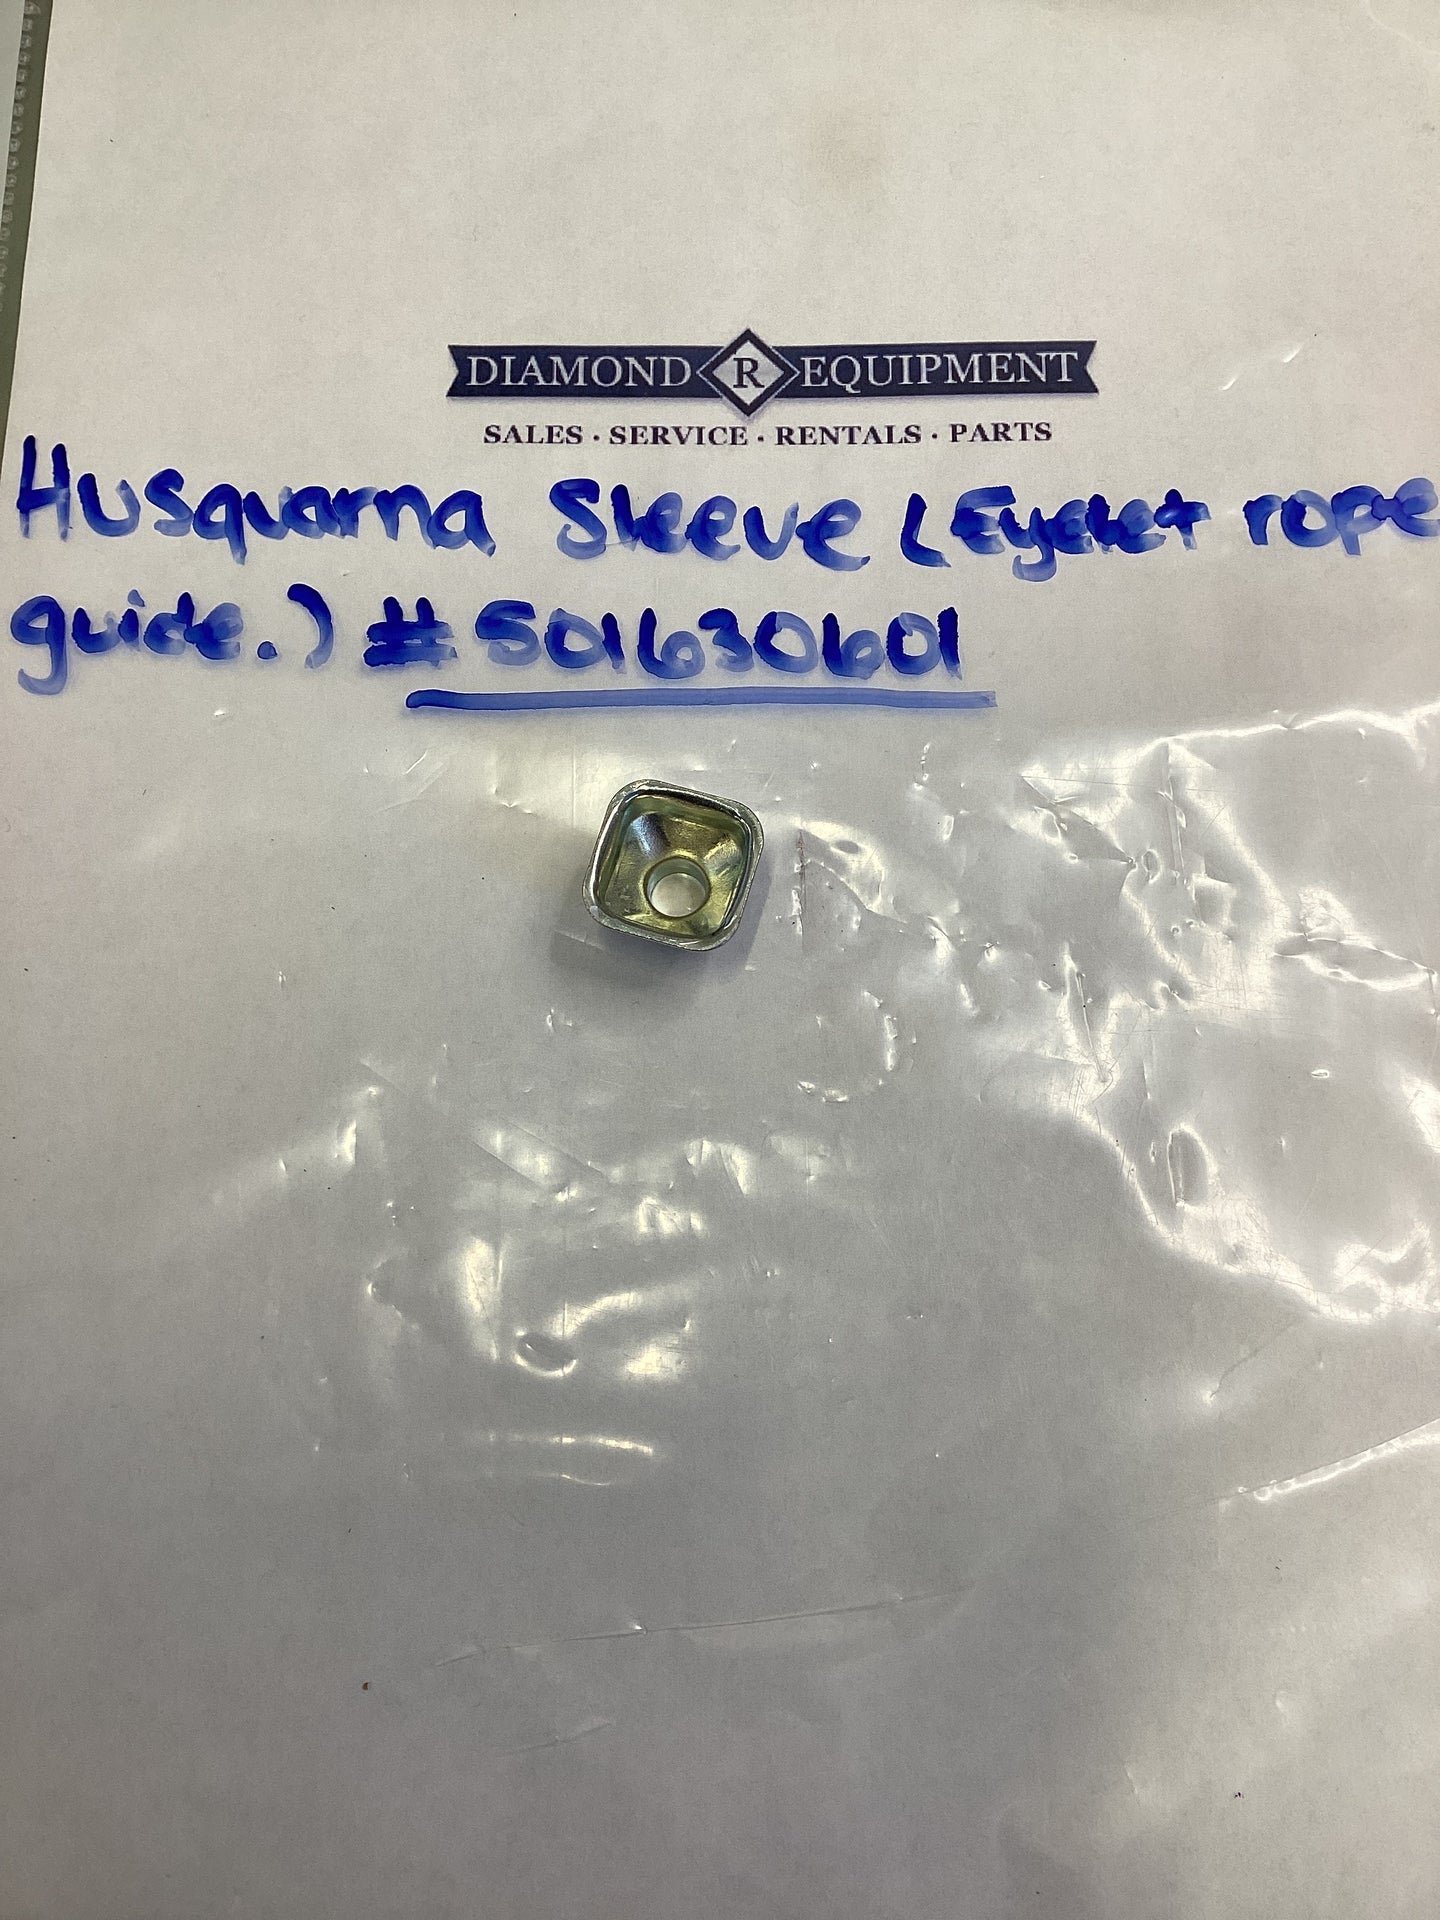 DIAMOND R EQUIPMENT
SALES · SERVICE · RENTALS · PARTS
Husqvarna Sleeve (Eyelet rope
guide.) #501630601